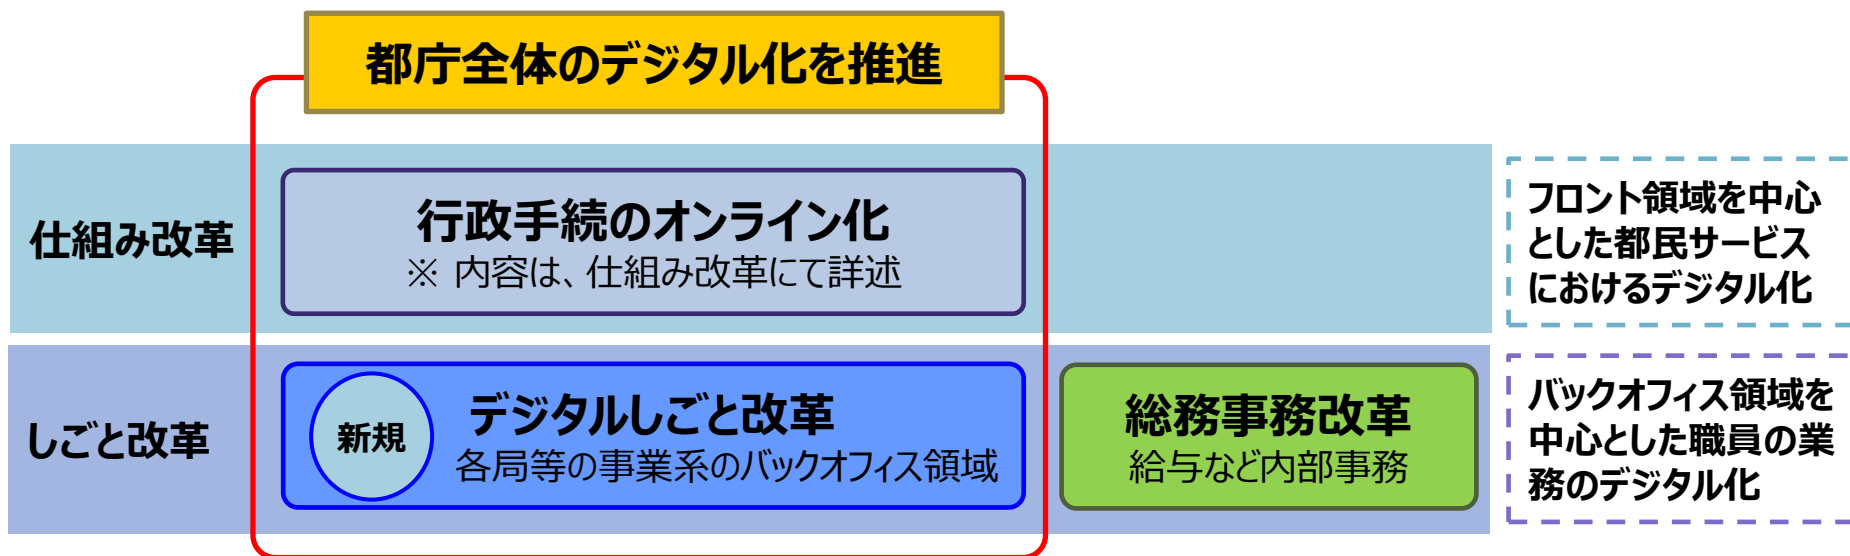 都庁全体のデジタル化を推進
仕組み改革
行政手続のオンライン化
※ 内容は、仕組み改革にて詳述
フロント領域を中心
とした都民サービス
におけるデジタル化
しごと改革
新規
デジタルしごと改革
各局等の事業系のバックオフィス領域
総務事務改革
給与など内部事務
バックオフィス領域を
中心とした職員の業
務のデジタル化